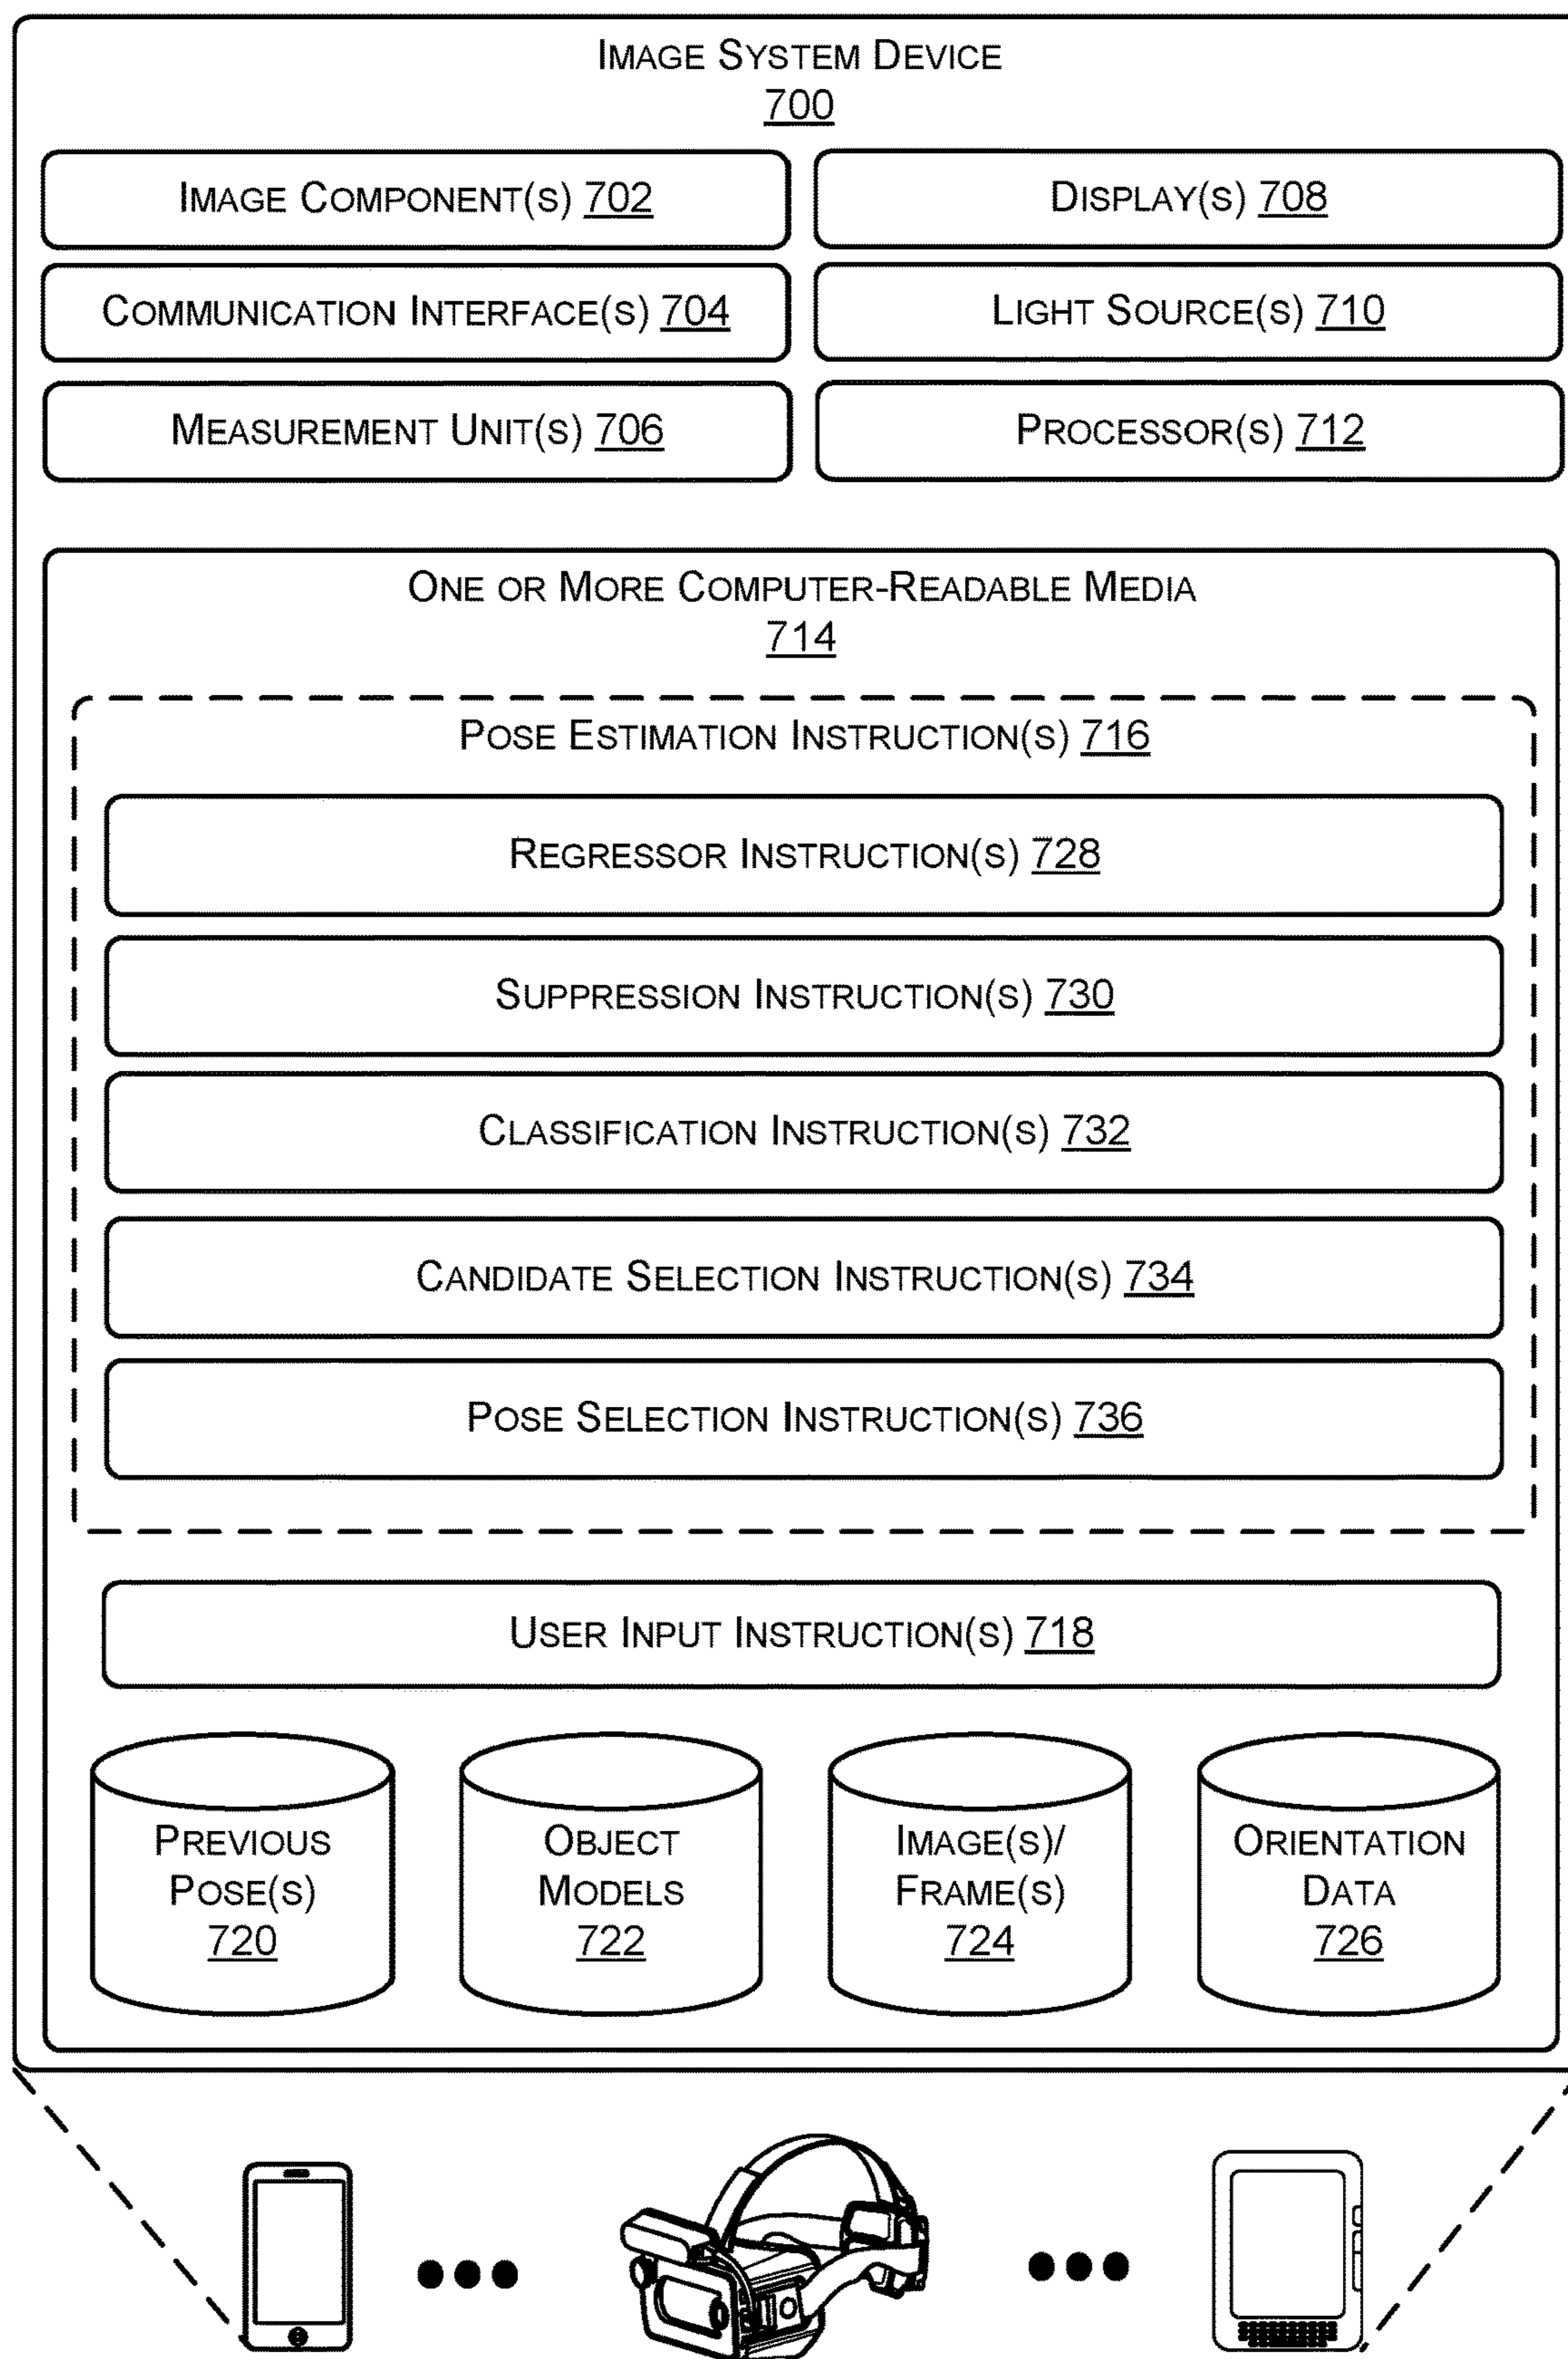 IMAGE SYSTEM DEVICE
700
IMAGE COMPONENT(S) 702
DISPLAY(S) 708
COMMUNICATION INTERFACE(S) 704
LIGHT SOURCE(S) 710
MEASUREMENT UNIT(S) 706
PROCESSOR(S) 712
ONE OR MORE COMPUTER-READABLE MEDIA
714
POSE ESTIMATION INSTRUCTION(S) 716
REGRESSOR INSTRUCTION(S) 728
SUPPRESSION INSTRUCTION(S) 730
CLASSIFICATION INSTRUCTION(S) 732
CANDIDATE SELECTION INSTRUCTION(S) 734
POSE SELECTION INSTRUCTION(S) 736
USER INPUT INSTRUCTION(S) 718
PREVIOUS
POSE(S)
720
OBJECT
MODELS
722
IMAGE(S)/
FRAME(S)
724
ORIENTATION
DATA
726